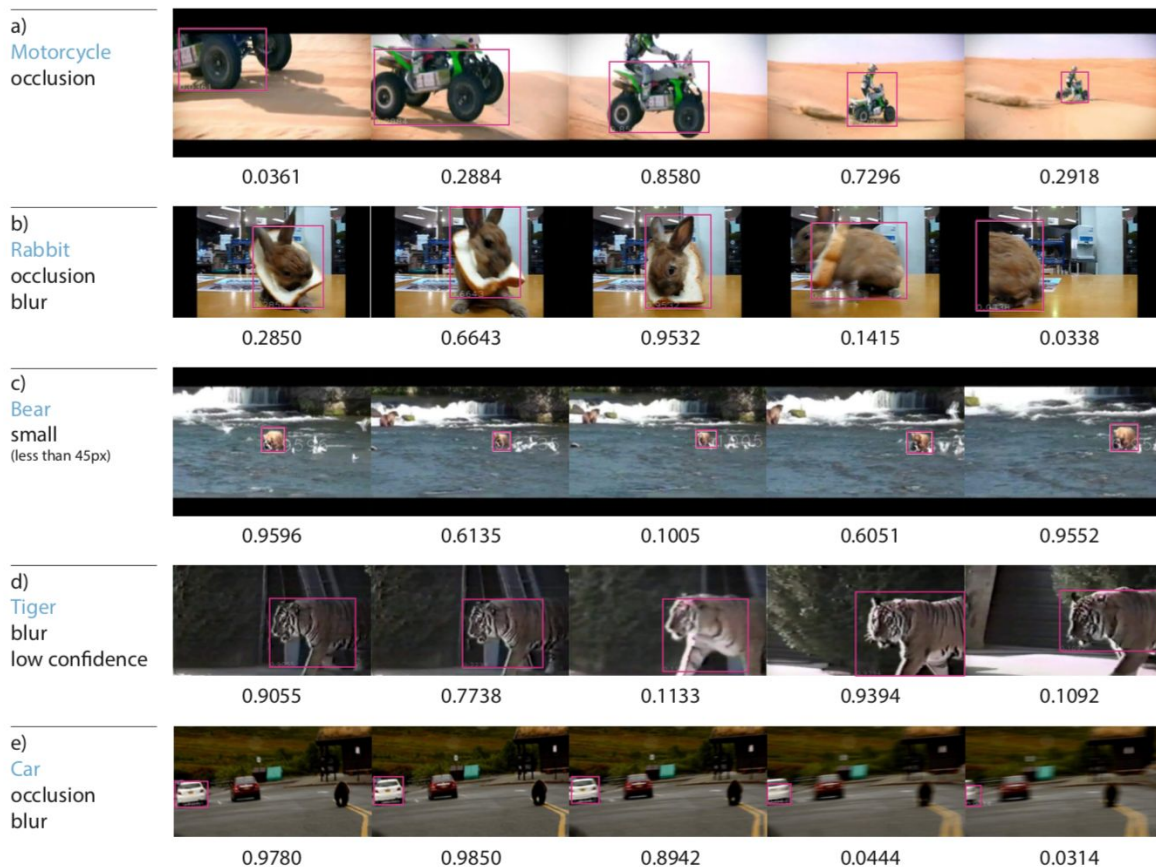 a)
Motorcycle
occlusion
0.0361 0.2884 0.8580 0.7296 0.2918
b)
Rabbit
occlusion
blur
0.2850 0.6643 0.9532 0.1415 0.0338
c)
Bear
small
(less than 45px)
0.9596 0.6135 0.1005 0.6051 0.9552
d)
Tiger
blur
low confidence
0.9055 0.7738 0.1133 0.9394 0.1092
e)
Car
occlusion
blur
0.9780 0.9850 0.8942 0.0444 0.0314